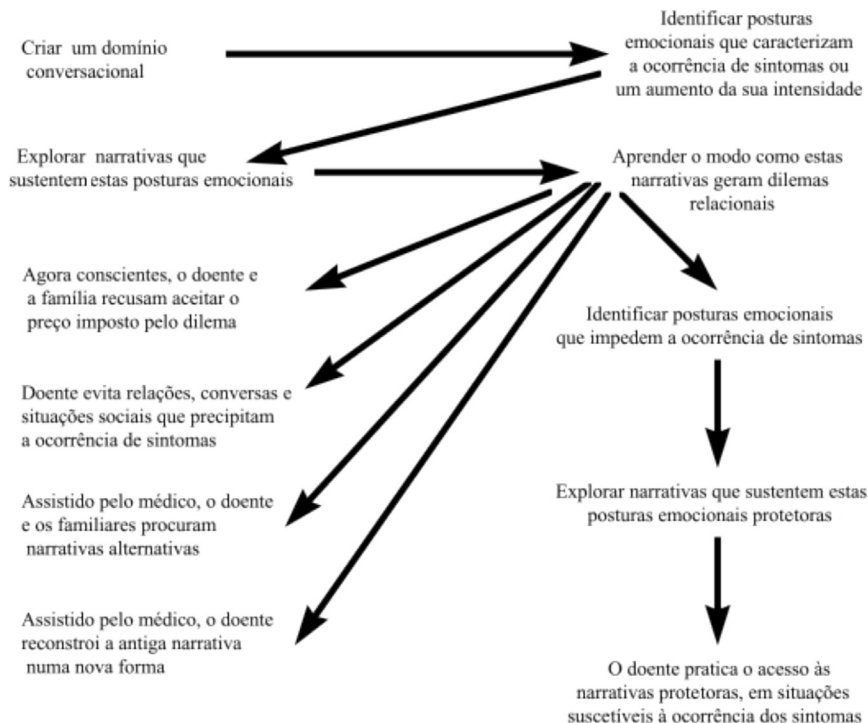 Criar um domínio
conversacional
Identificar posturas
emocionais que caracterizam
a ocorrência de sintomas ou
um aumento da sua intensidade
Explorar narrativas que
sustentem estas posturas emocionais
Aprender o modo como estas
narrativas geram dilemas
relacionais
Agora conscientes, o doente e
a família recusam aceitar o
preço imposto pelo dilema
Identificar posturas emocionais
que impedem a ocorrência de sintomas
Doente evita relações, conversas e
situações sociais que precipitam
a ocorrência de sintomas
Explorar narrativas que sustentem estas
posturas emocionais protetoras
Assistido pelo médico, o doente
e os familiares procuram
narrativas alternativas
Assistido pelo médico, o doente
reconstroi a antiga narrativa
numa nova forma
O doente pratica o acesso às
narrativas protetoras, em situações
suscetíveis à ocorrência dos sintomas